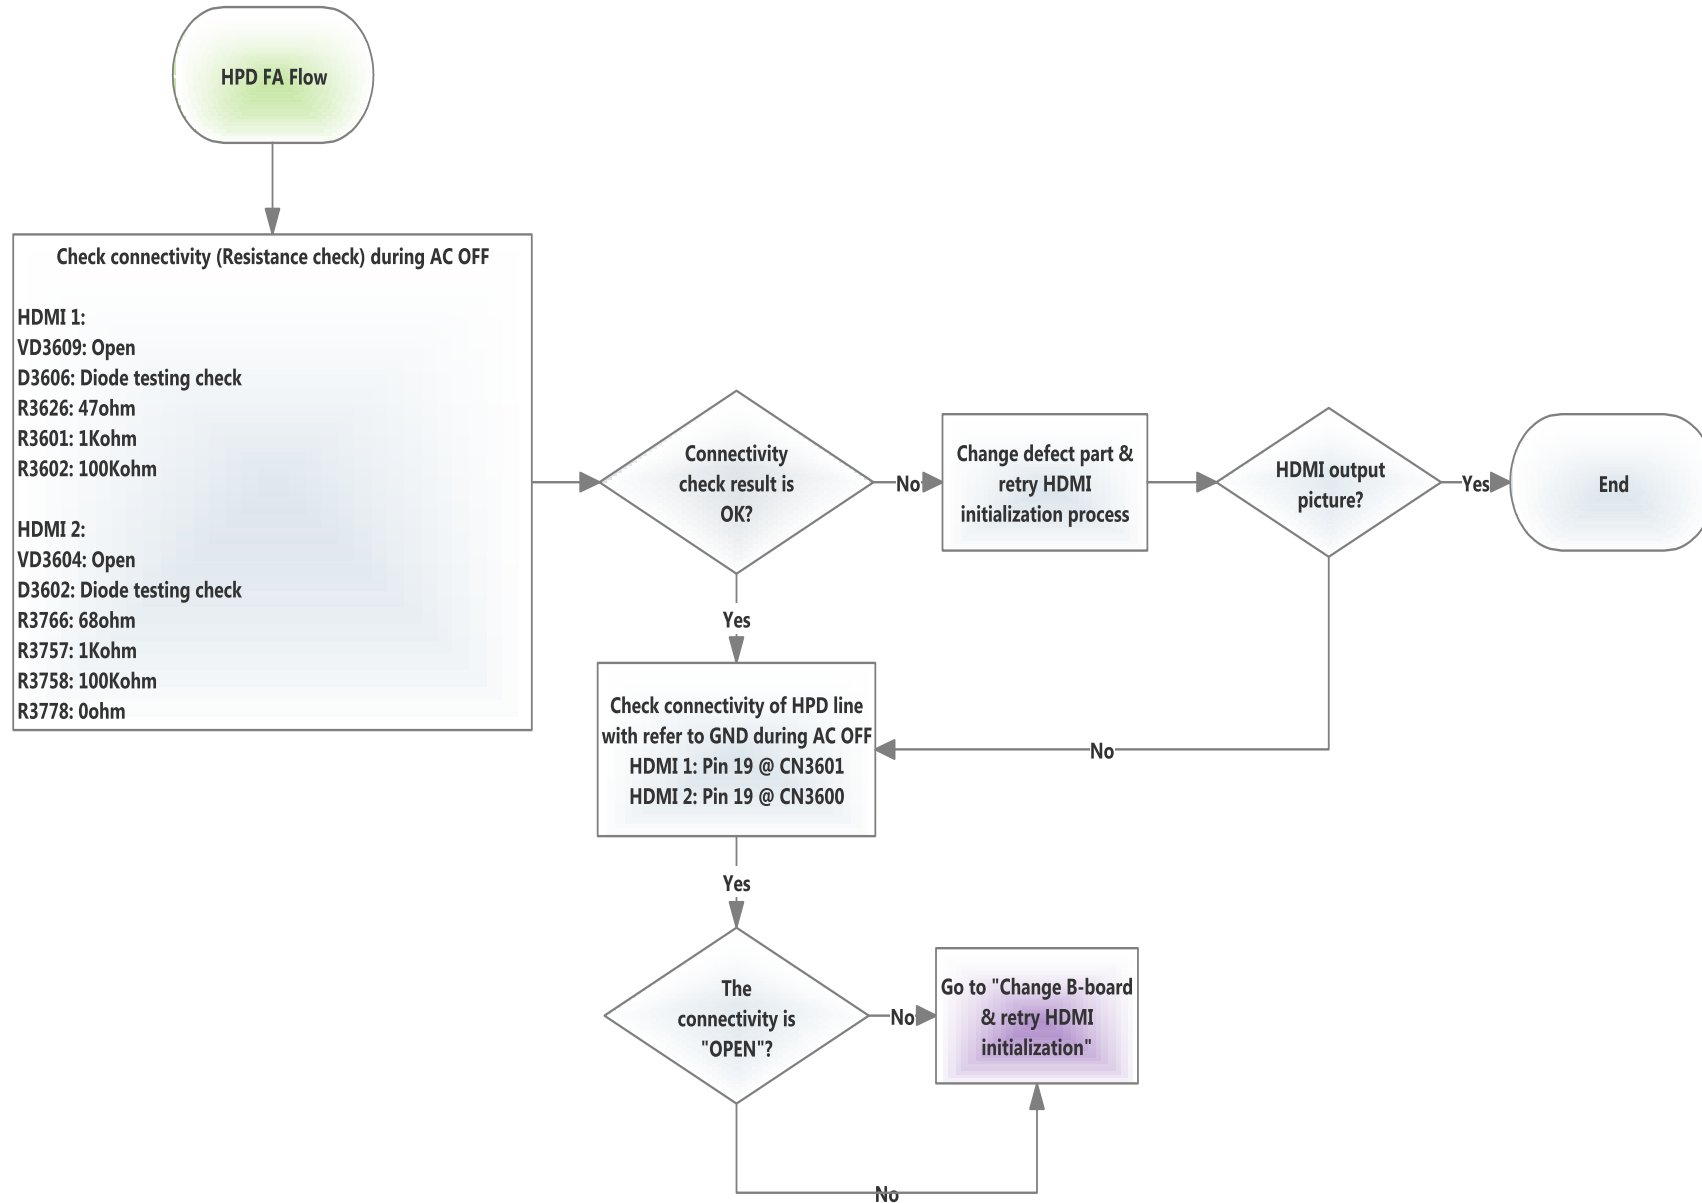 HPD FA Flow
Check connectivity (Resistance check) during AC OFF
HDMI 1:
VD3609: Open
D3606: Diode testing check
R3626: 47ohm
R3601: 1Kohm
R3602: 100Kohm
HDMI 2:
VD3604: Open
D3602: Diode testing check
R3766: 68ohm
R3757: 1Kohm
R3758: 100Kohm
R3778: 0ohm
Connectivity
check result is
OK?
No
Change defect part &
retry HDMI
initialization process
HDMI output
picture?
Yes
End
Yes
Check connectivity of HPD line
with refer to GND during AC OFF
HDMI 1: Pin 19 @ CN3601
HDMI 2: Pin 19 @ CN3600
No
Yes
The
connectivity is
"OPEN"?
No
Go to "Change B-board
& retry HDMI
initialization"
No